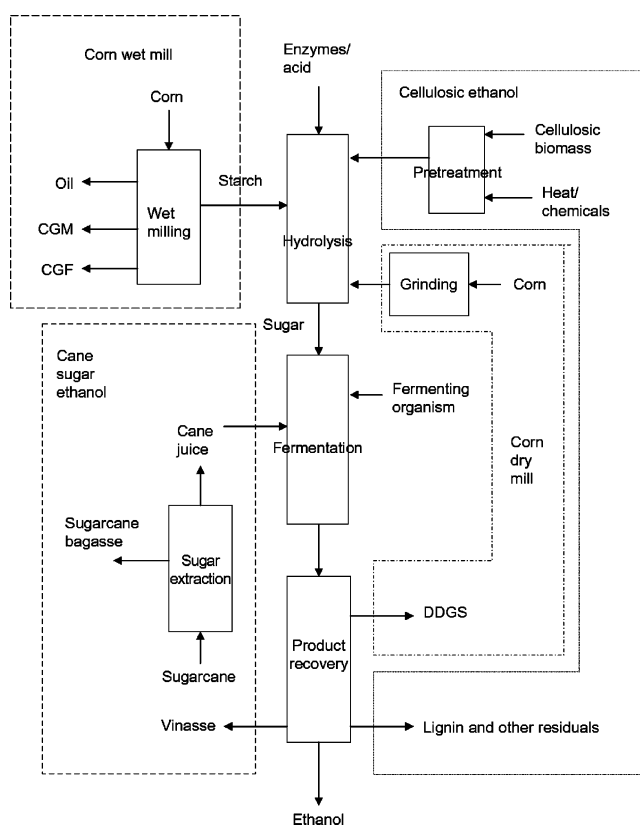 Corn wet mill
Corn
Oil
CGM
CGF
Wet
milling
Starch
Enzymes/
acid
Hydrolysis
Sugar
Cellulosic ethanol
Pretreatment
Cellulosic
biomass
Heat/
chemicals
Grinding
Corn
Cane
sugar
ethanol
Cane
juice
Fermentation
Fermenting
organism
Corn
dry
mill
Sugarcane
bagasse
Sugar
extraction
Sugarcane
Product
recovery
DDGS
Vinasse
Lignin and other residuals
Ethanol